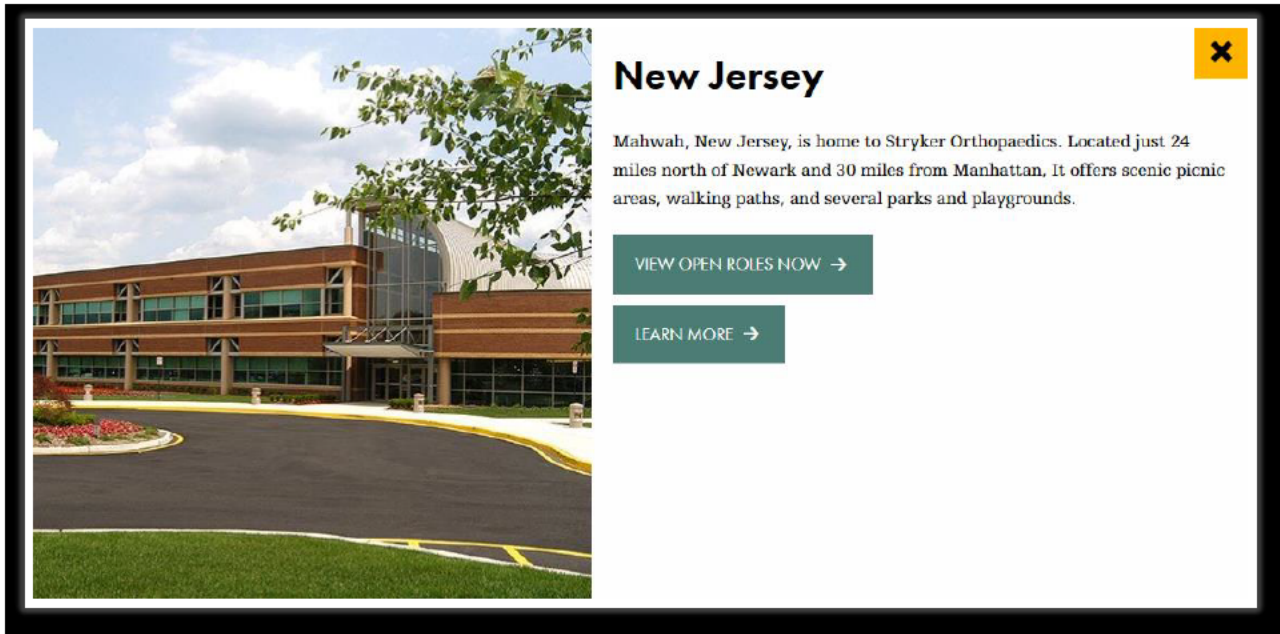 New Jersey
Mahwah, New Jersey, is home to Stryker Orthopaedics. Located just 24
miles north of Newark and 30 miles from Manhattan, It offers scenic picnic
areas, walking paths, and several parks and playgrounds.
VIEW OPEN ROLES NOW →
LEARN MORE →